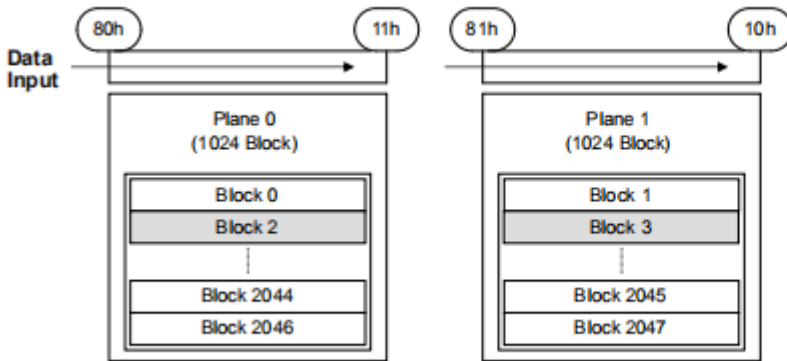 80h 11h 81h 10h
Data
Input
Plane 0
(1024 Block)
Block 0
Block 2
Block 2044
Block 2046
Plane 1
(1024 Block)
Block 1
Block 3
Block 2045
Block 2047